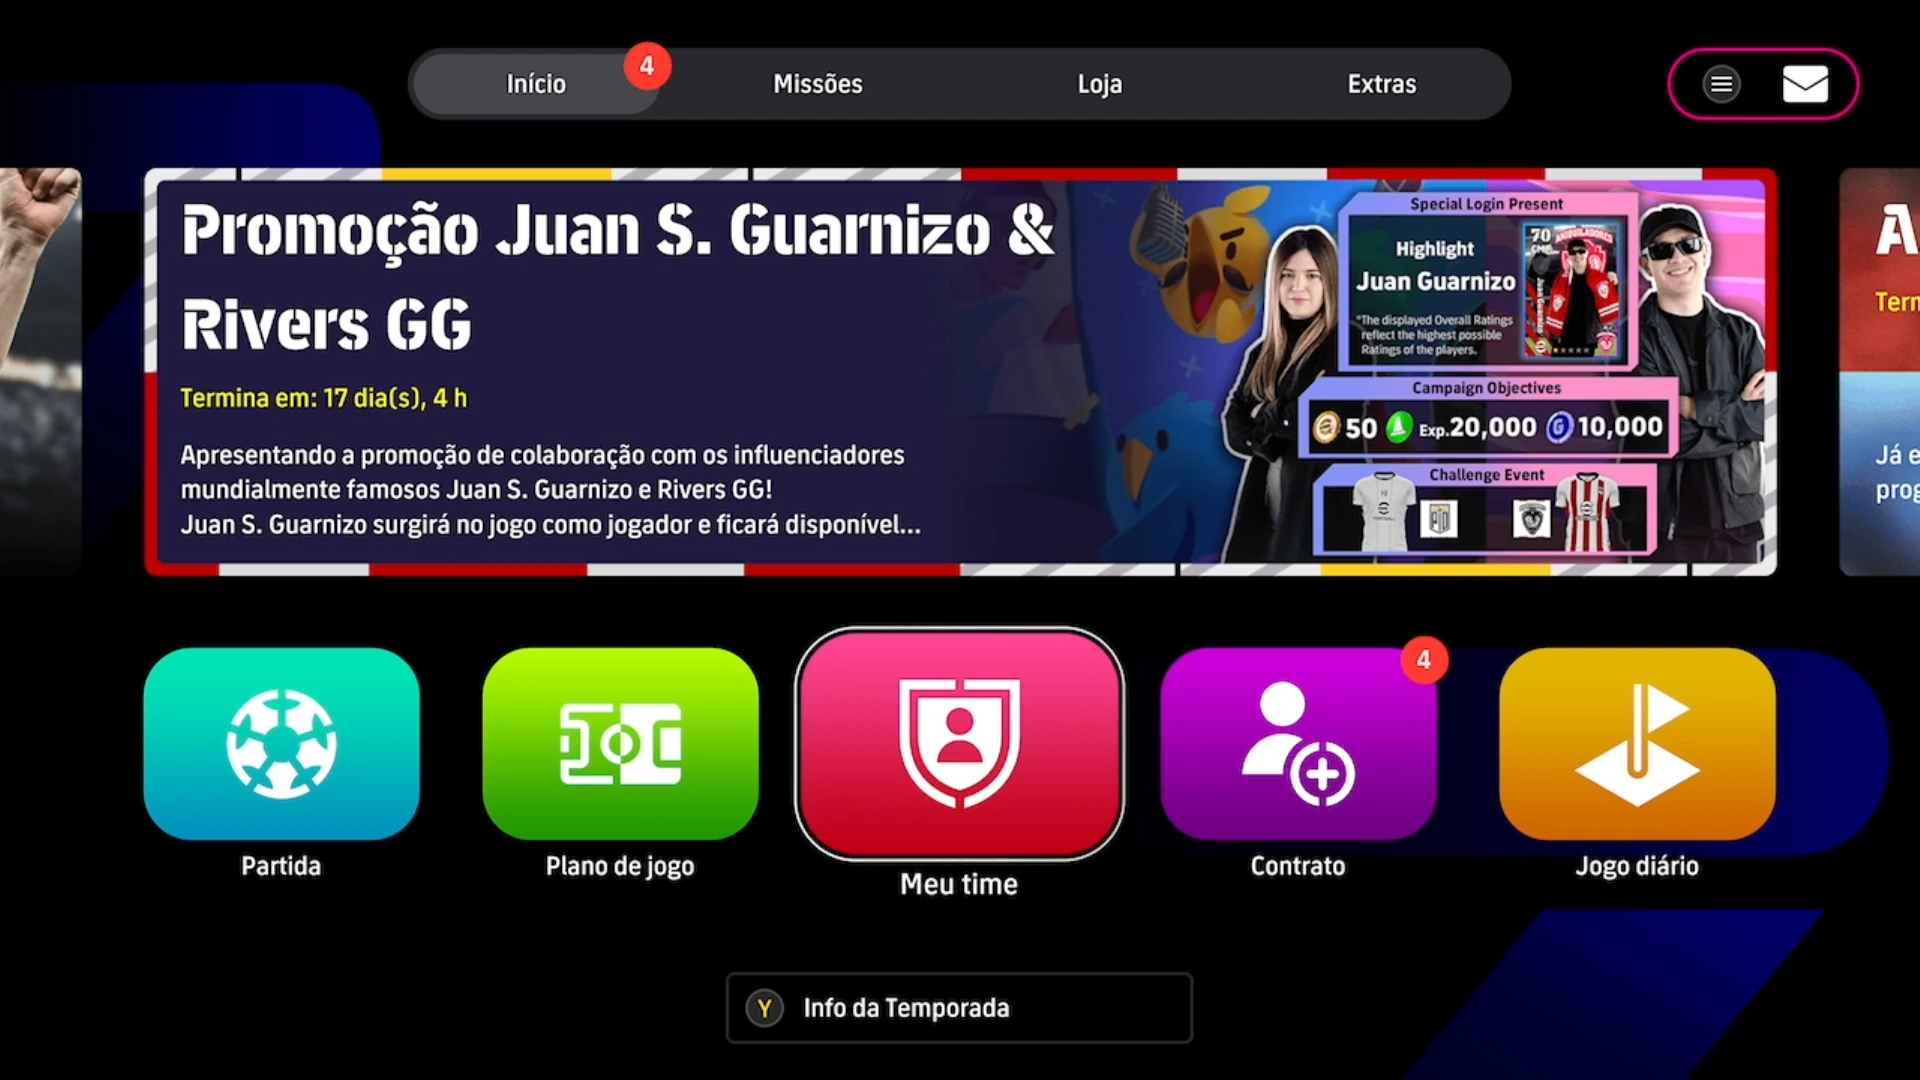 Início
4
Missões
Loja
Extras
Promoção Juan S. Guarnizo &
Rivers GG
Termina em: 17 dia(s), 4 h
Apresentando a promoção de colaboração com os influenciadores
mundialmente famosos Juan S. Guarnizo e Rivers GG!
Juan S. Guarnizo surgirá no jogo como jogador e ficará disponível...
Special Login Present
Highlight
Juan Guarnizo
*The displayed Overall Ratings
reflect the highest possible
Ratings of the players.
70
CMF
ANIQUILADORES
Juan Guarnizo
Campaign Objectives
50
Exp.20,000
G 10,000
Challenge Event
A
Term
Já e
prog
Partida
Plano de jogo
Meu time
4
Contrato
Jogo diário
Y Info da Temporada